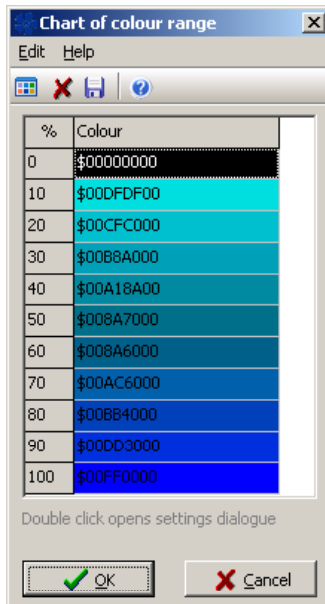 Chart of colour range
Edit Help
% Colour
0 $00000000
10 $00DFDF00
20 $00CFC000
30 $00B8A000
40 $00A18A00
50 $008A7000
60 $008A6000
70 $00AC6000
80 $00BB4000
90 $00DD3000
100 $00FF0000
Double click opens settings dialogue
OK Cancel